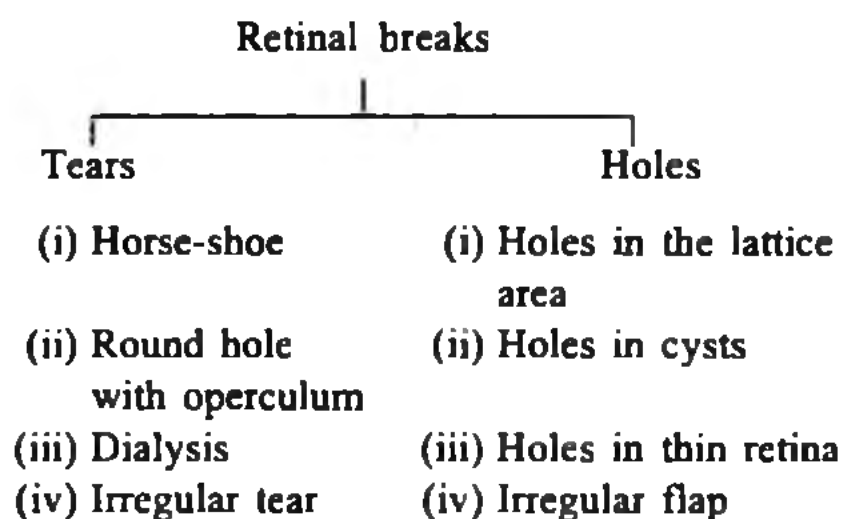 Retinal breaks
Tears Holes
(i) Horse-shoe (i) Holes in the lattice
area
(ii) Round hole (ii) Holes in cysts
with operculum
(iii) Dialysis (iii) Holes in thin retina
(iv) Irregular tear (iv) Irregular flap